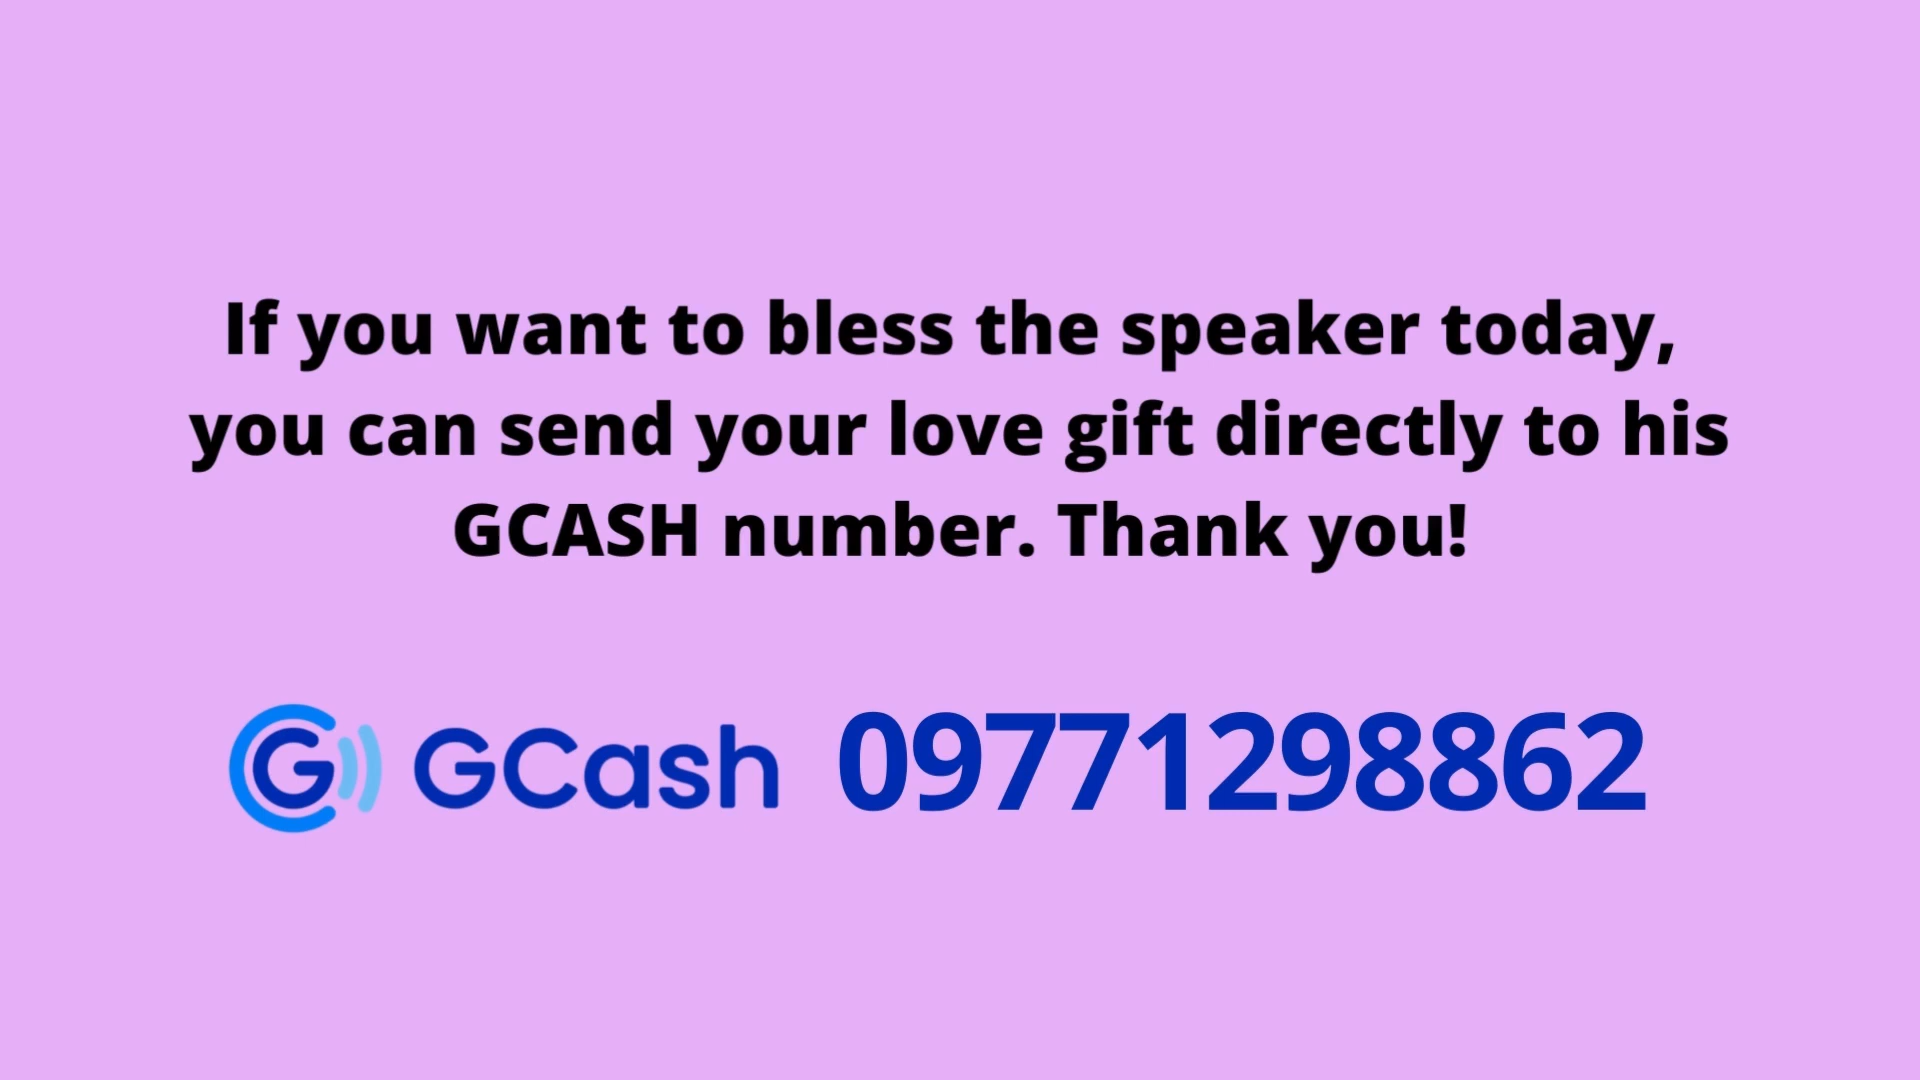 If you want to bless the speaker today,
you can send your love gift directly to his
GCASH number. Thank you!
G GCash 09771298862